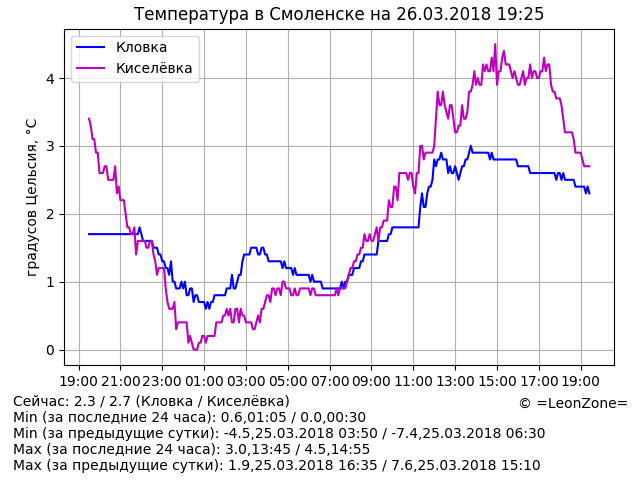 Температура в Смоленске на 26.03.2018 19:25
Кловка
Киселёвка
градусов Цельсия, °C
4
3
2
1
0
19:00 21:00 23:00 01:00 03:00 05:00 07:00 09:00 11:00 13:00 15:00 17:00 19:00
Сейчас: 2.3 / 2.7 (Кловка / Киселёвка)
© =LeonZone=
Min (за последние 24 часа): 0.6,01:05 / 0.0,00:30
Min (за предыдущие сутки): -4.5,25.03.2018 03:50 / -7.4,25.03.2018 06:30
Max (за последние 24 часа): 3.0,13:45 / 4.5,14:55
Max (за предыдущие сутки): 1.9,25.03.2018 16:35 / 7.6,25.03.2018 15:10